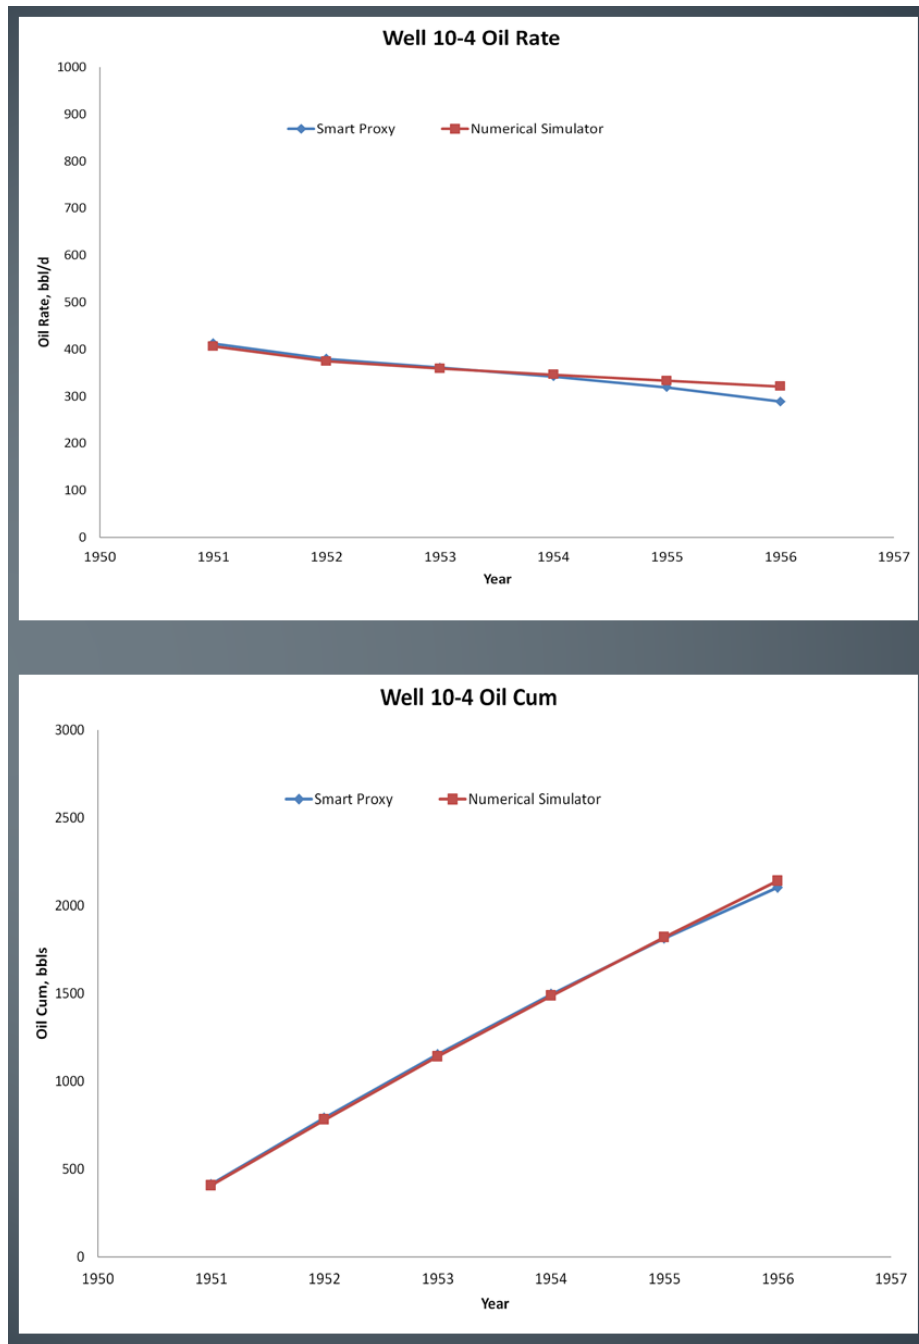 Well 10-4 Oil Rate
1000
900
800
700
600
500
400
300
200
100
0
Oil Rate, bbl/d
Smart Proxy Numerical Simulator
1950 1951 1952 1953 1954 1955 1956 1957
Year
Well 10-4 Oil Cum
3000
2500
2000
1500
1000
500
0
Oil Cum, bbls
Smart Proxy Numerical Simulator
1950 1951 1952 1953 1954 1955 1956 1957
Year